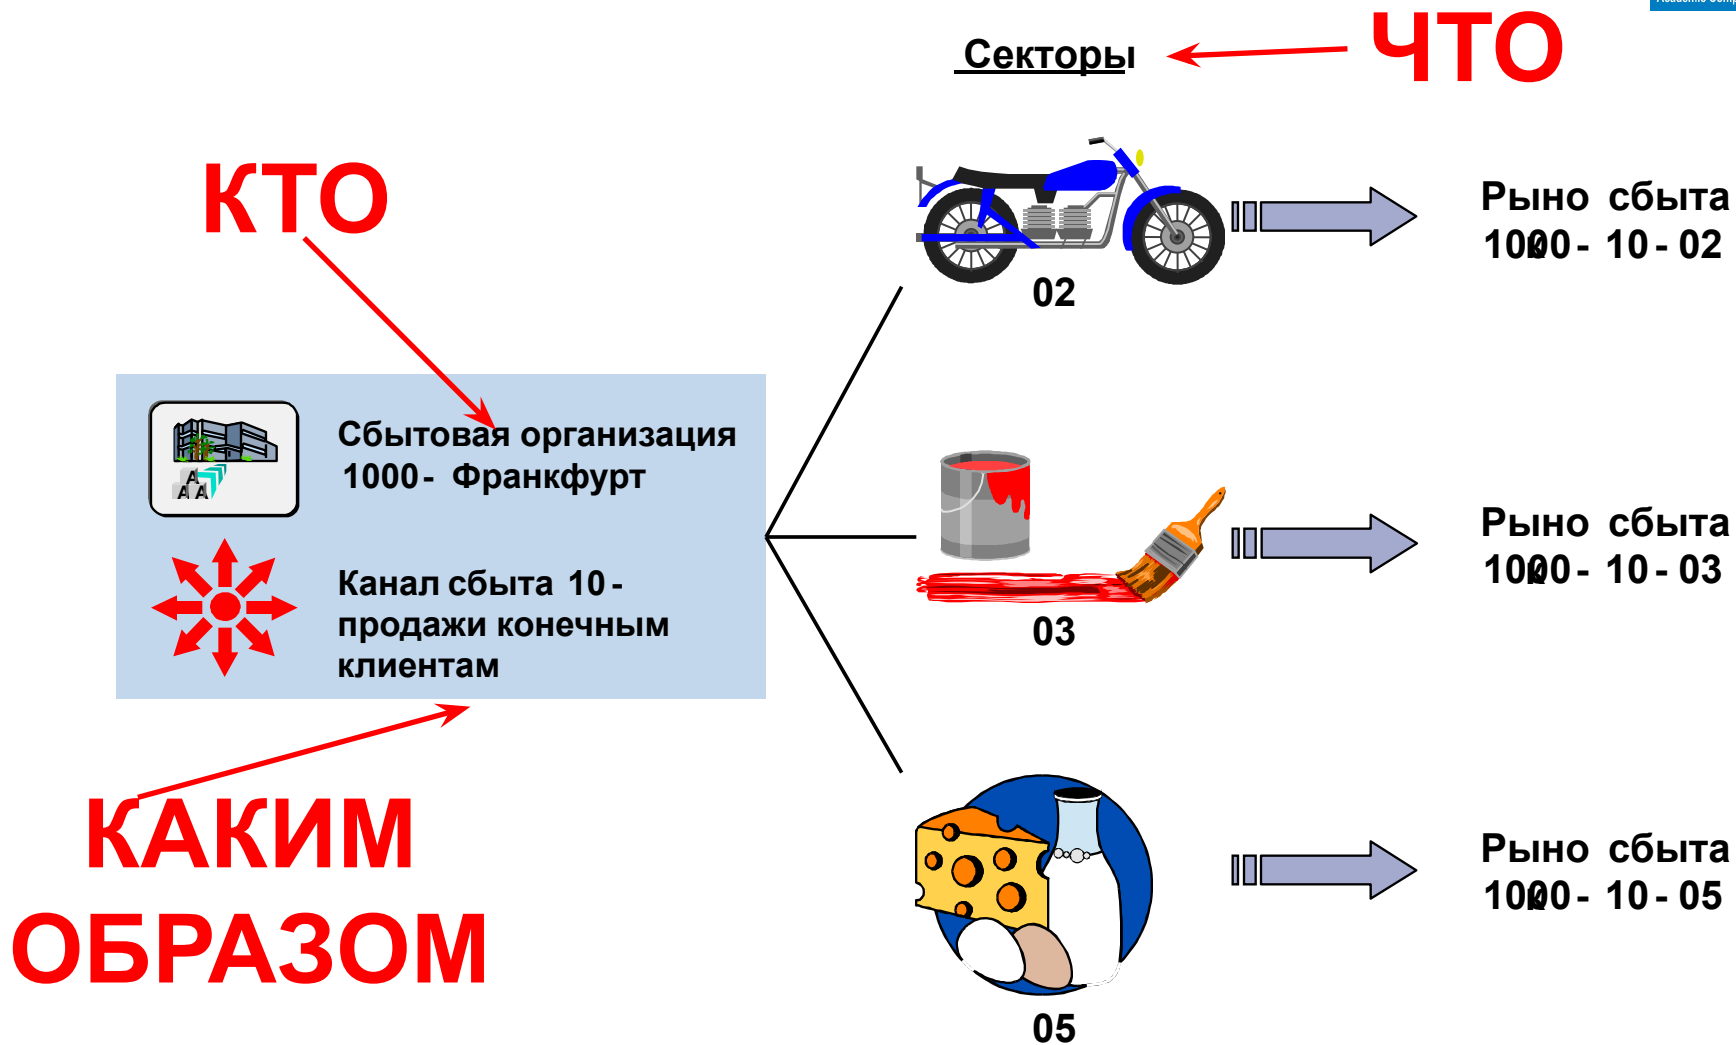 Секторы
ЧТО
КТО
Рыно сбыта
1000 - 10 - 02
02
Сбытовая организация
1000 - Франкфурт
Канал сбыта 10 -
продажи конечным
клиентам
Рыно сбыта
1000 - 10 - 03
03
КАКИМ
ОБРАЗОМ
Рыно сбыта
1000 - 10 - 05
05
A
A A